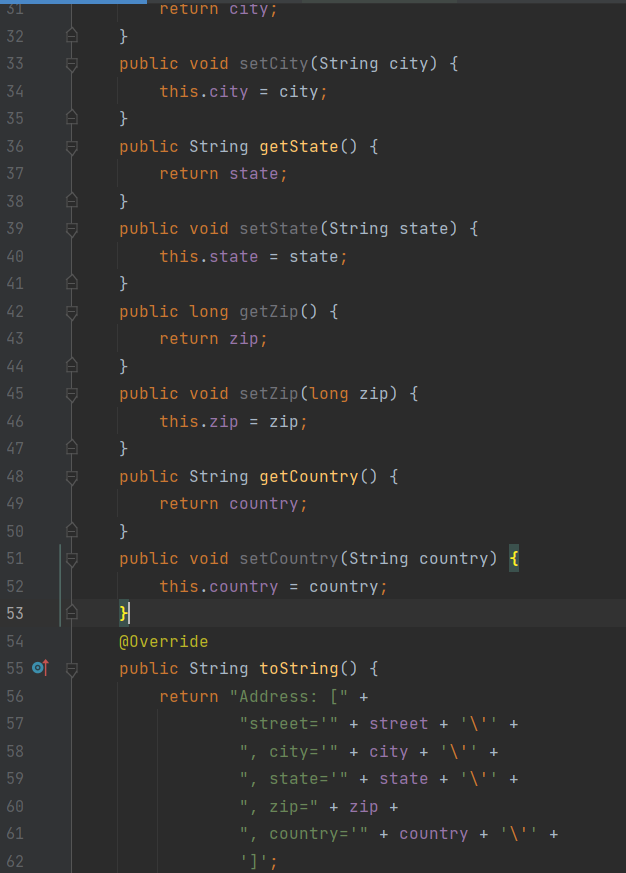 31 return city;
32 }
33 public void setCity(String city) {
34 this.city = city;
35 }
36 public String getState() {
37 return state;
38 }
39 public void setState(String state) {
40 this.state = state;
41 }
42 public long getZip() {
43 return zip;
44 }
45 public void setZip(long zip) {
46 this.zip = zip;
47 }
48 public String getCountry() {
49 return country;
50 }
51 public void setCountry(String country) {
52 this.country = country;
53 }
54 @Override
55 public String toString() {
56 return "Address: [" +
57 "street='" + street + '\'' +
58 ", city='" + city + '\'' +
59 ", state='" + state + '\'' +
60 ", zip=" + zip +
61 ", country='" + country + '\'' +
62 ']';